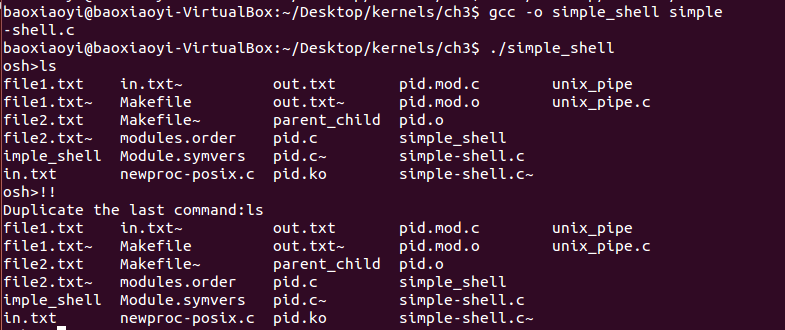 baoxiaoyi@baoxiaoyi-VirtualBox:~/Desktop/kernels/ch3$ gcc -o simple_shell simple
-shell.c
baoxiaoyi@baoxiaoyi-VirtualBox:~/Desktop/kernels/ch3$ ./simple_shell
osh>ls
file1.txt    in.txt~        out.txt       pid.mod.c        unix_pipe
file1.txt~   Makefile       out.txt~      pid.mod.o        unix_pipe.c
file2.txt    Makefile~      parent_child  pid.o
file2.txt~   modules.order  pid.c         simple_shell
imple_shell  Module.symvers  pid.c~        simple-shell.c
in.txt       newproc-posix.c  pid.ko        simple-shell.c~
osh>!!
Duplicate the last command:ls
file1.txt    in.txt~        out.txt       pid.mod.c        unix_pipe
file1.txt~   Makefile       out.txt~      pid.mod.o        unix_pipe.c
file2.txt    Makefile~      parent_child  pid.o
file2.txt~   modules.order  pid.c         simple_shell
imple_shell  Module.symvers  pid.c~        simple-shell.c
in.txt       newproc-posix.c  pid.ko        simple-shell.c~